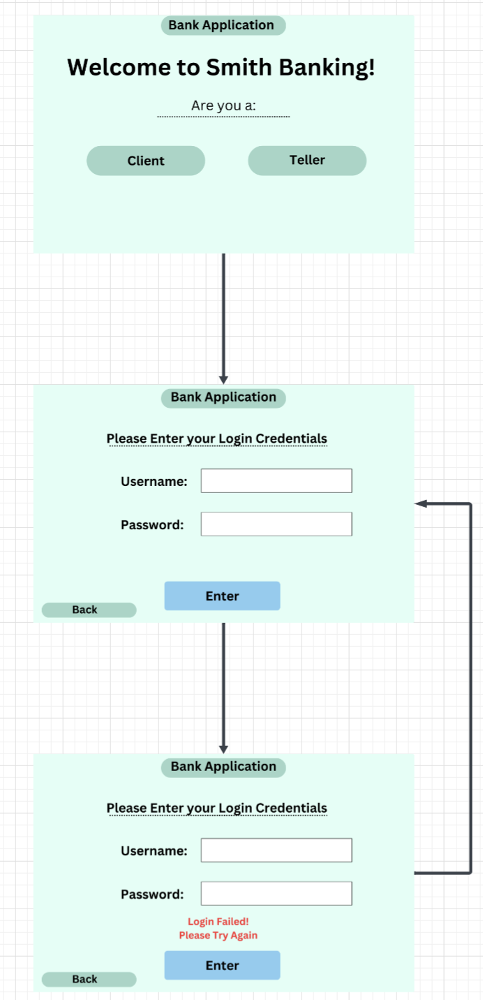 Bank Application
Welcome to Smith Banking!
Are you a:
Client
Teller
Bank Application
Please Enter your Login Credentials
Username:
Password:
Enter
Back
Bank Application
Please Enter your Login Credentials
Username:
Password:
Login Failed!
Please Try Again
Enter
Back